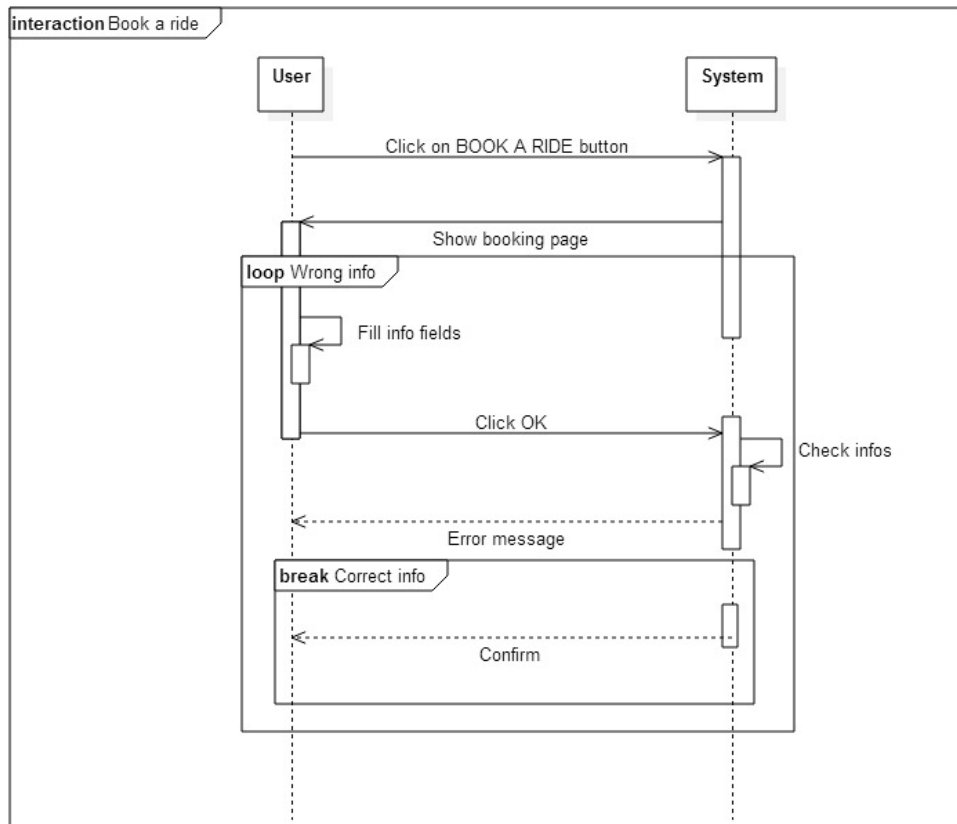 interaction Book a ride
User
System
Click on BOOK A RIDE button
Show booking page
loop Wrong info
Fill info fields
Click OK
Check infos
Error message
break Correct info
Confirm